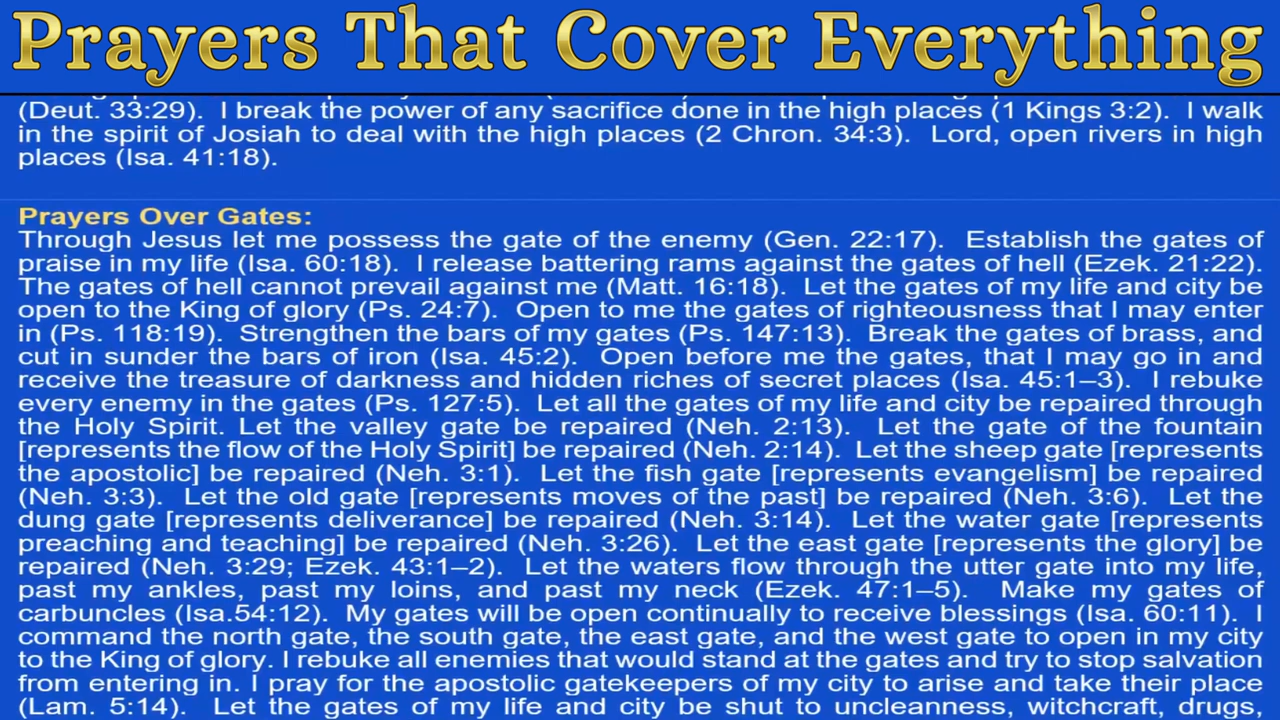 Prayers That Cover Everything
(Deut. 33:29). I break the power of any sacrifice done in the high places (1 Kings 3:2). I walk
in the spirit of Josiah to deal with the high places (2 Chron. 34:3). Lord, open rivers in high
places (Isa. 41:18).
Prayers Over Gates:
Through Jesus let me possess the gate of the enemy (Gen. 22:17). Establish the gates of
praise in my life (Isa. 60:18). I release battering rams against the gates of hell (Ezek. 21:22).
The gates of hell cannot prevail against me (Matt. 16:18). Let the gates of my life and city be
open to the King of glory (Ps. 24:7). Open to me the gates of righteousness that I may enter
in (Ps. 118:19). Strengthen the bars of my gates (Ps. 147:13). Break the gates of brass, and
cut in sunder the bars of iron (Isa. 45:2). Open before me the gates, that I may go in and
receive the treasure of darkness and hidden riches of secret places (Isa. 45:1–3). I rebuke
every enemy in the gates (Ps. 127:5). Let all the gates of my life and city be repaired through
the Holy Spirit. Let the valley gate be repaired (Neh. 2:13). Let the gate of the fountain
[represents the flow of the Holy Spirit] be repaired (Neh. 2:14). Let the sheep gate [represents
the apostolic] be repaired (Neh. 3:1). Let the fish gate [represents evangelism] be repaired
(Neh. 3:3). Let the old gate [represents moves of the past] be repaired (Neh. 3:6). Let the
dung gate [represents deliverance] be repaired (Neh. 3:14). Let the water gate [represents
preaching and teaching] be repaired (Neh. 3:26). Let the east gate [represents the glory] be
repaired (Neh. 3:29; Ezek. 43:1–2). Let the waters flow through the utter gate into my life,
past my ankles, past my loins, and past my neck (Ezek. 47:1–5). Make my gates of
carbuncles (Isa.54:12). My gates will be open continually to receive blessings (Isa. 60:11). I
command the north gate, the south gate, the east gate, and the west gate to open in my city
to the King of glory. I rebuke all enemies that would stand at the gates and try to stop salvation
from entering in. I pray for the apostolic gatekeepers of my city to arise and take their place
(Lam. 5:14). Let the gates of my life and city be shut to uncleanness, witchcraft, drugs,